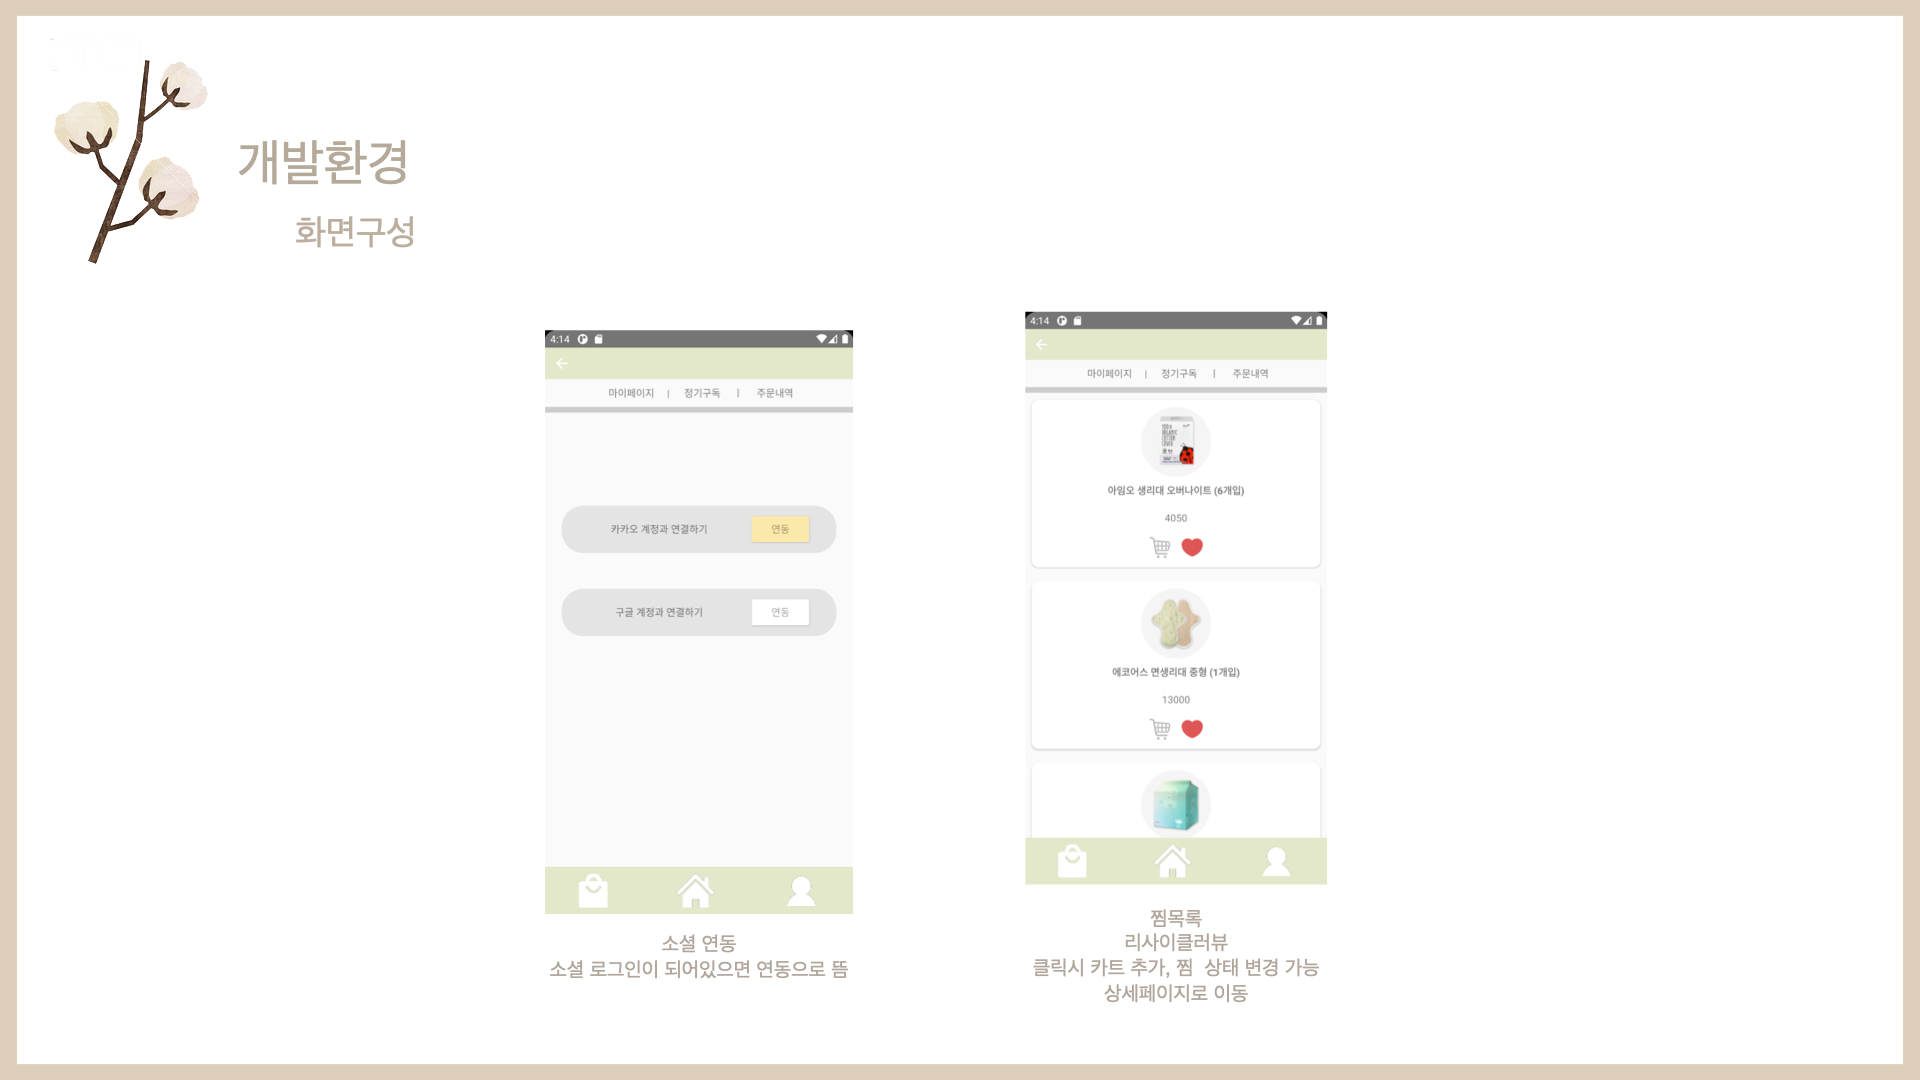 개발환경
화면구성
4:14
마이페이지 | 정기구독 | 주문내역
카카오 계정과 연결하기 연동
구글 계정과 연결하기 연동
소셜 연동
소셜 로그인이 되어있으면 연동으로 뜸
4:14
마이페이지 | 정기구독 | 주문내역
100%
ORGANIC
COTTON
COVER
아임오 생리대 오버나이트 (6개입)
4050
에코어스 면생리대 중형 (1개입)
13000
찜목록
리사이클러뷰
클릭시 카트 추가, 찜 상태 변경 가능
상세페이지로 이동